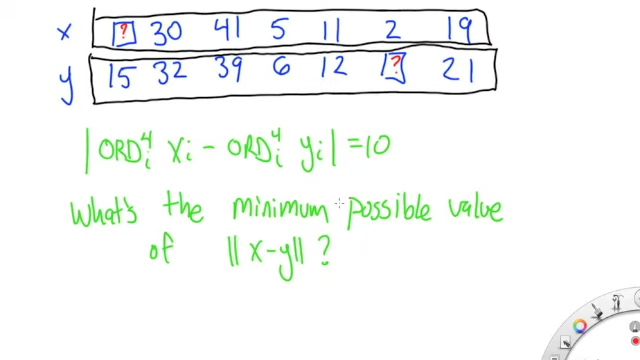 x ? 30 41 5 11 2 19
y 15 32 39 6 12 ? 21
|ORD⁴ᵢ xᵢ - ORD⁴ᵢ yᵢ| = 10
What's the minimum possible value
of ||x-y|| ?